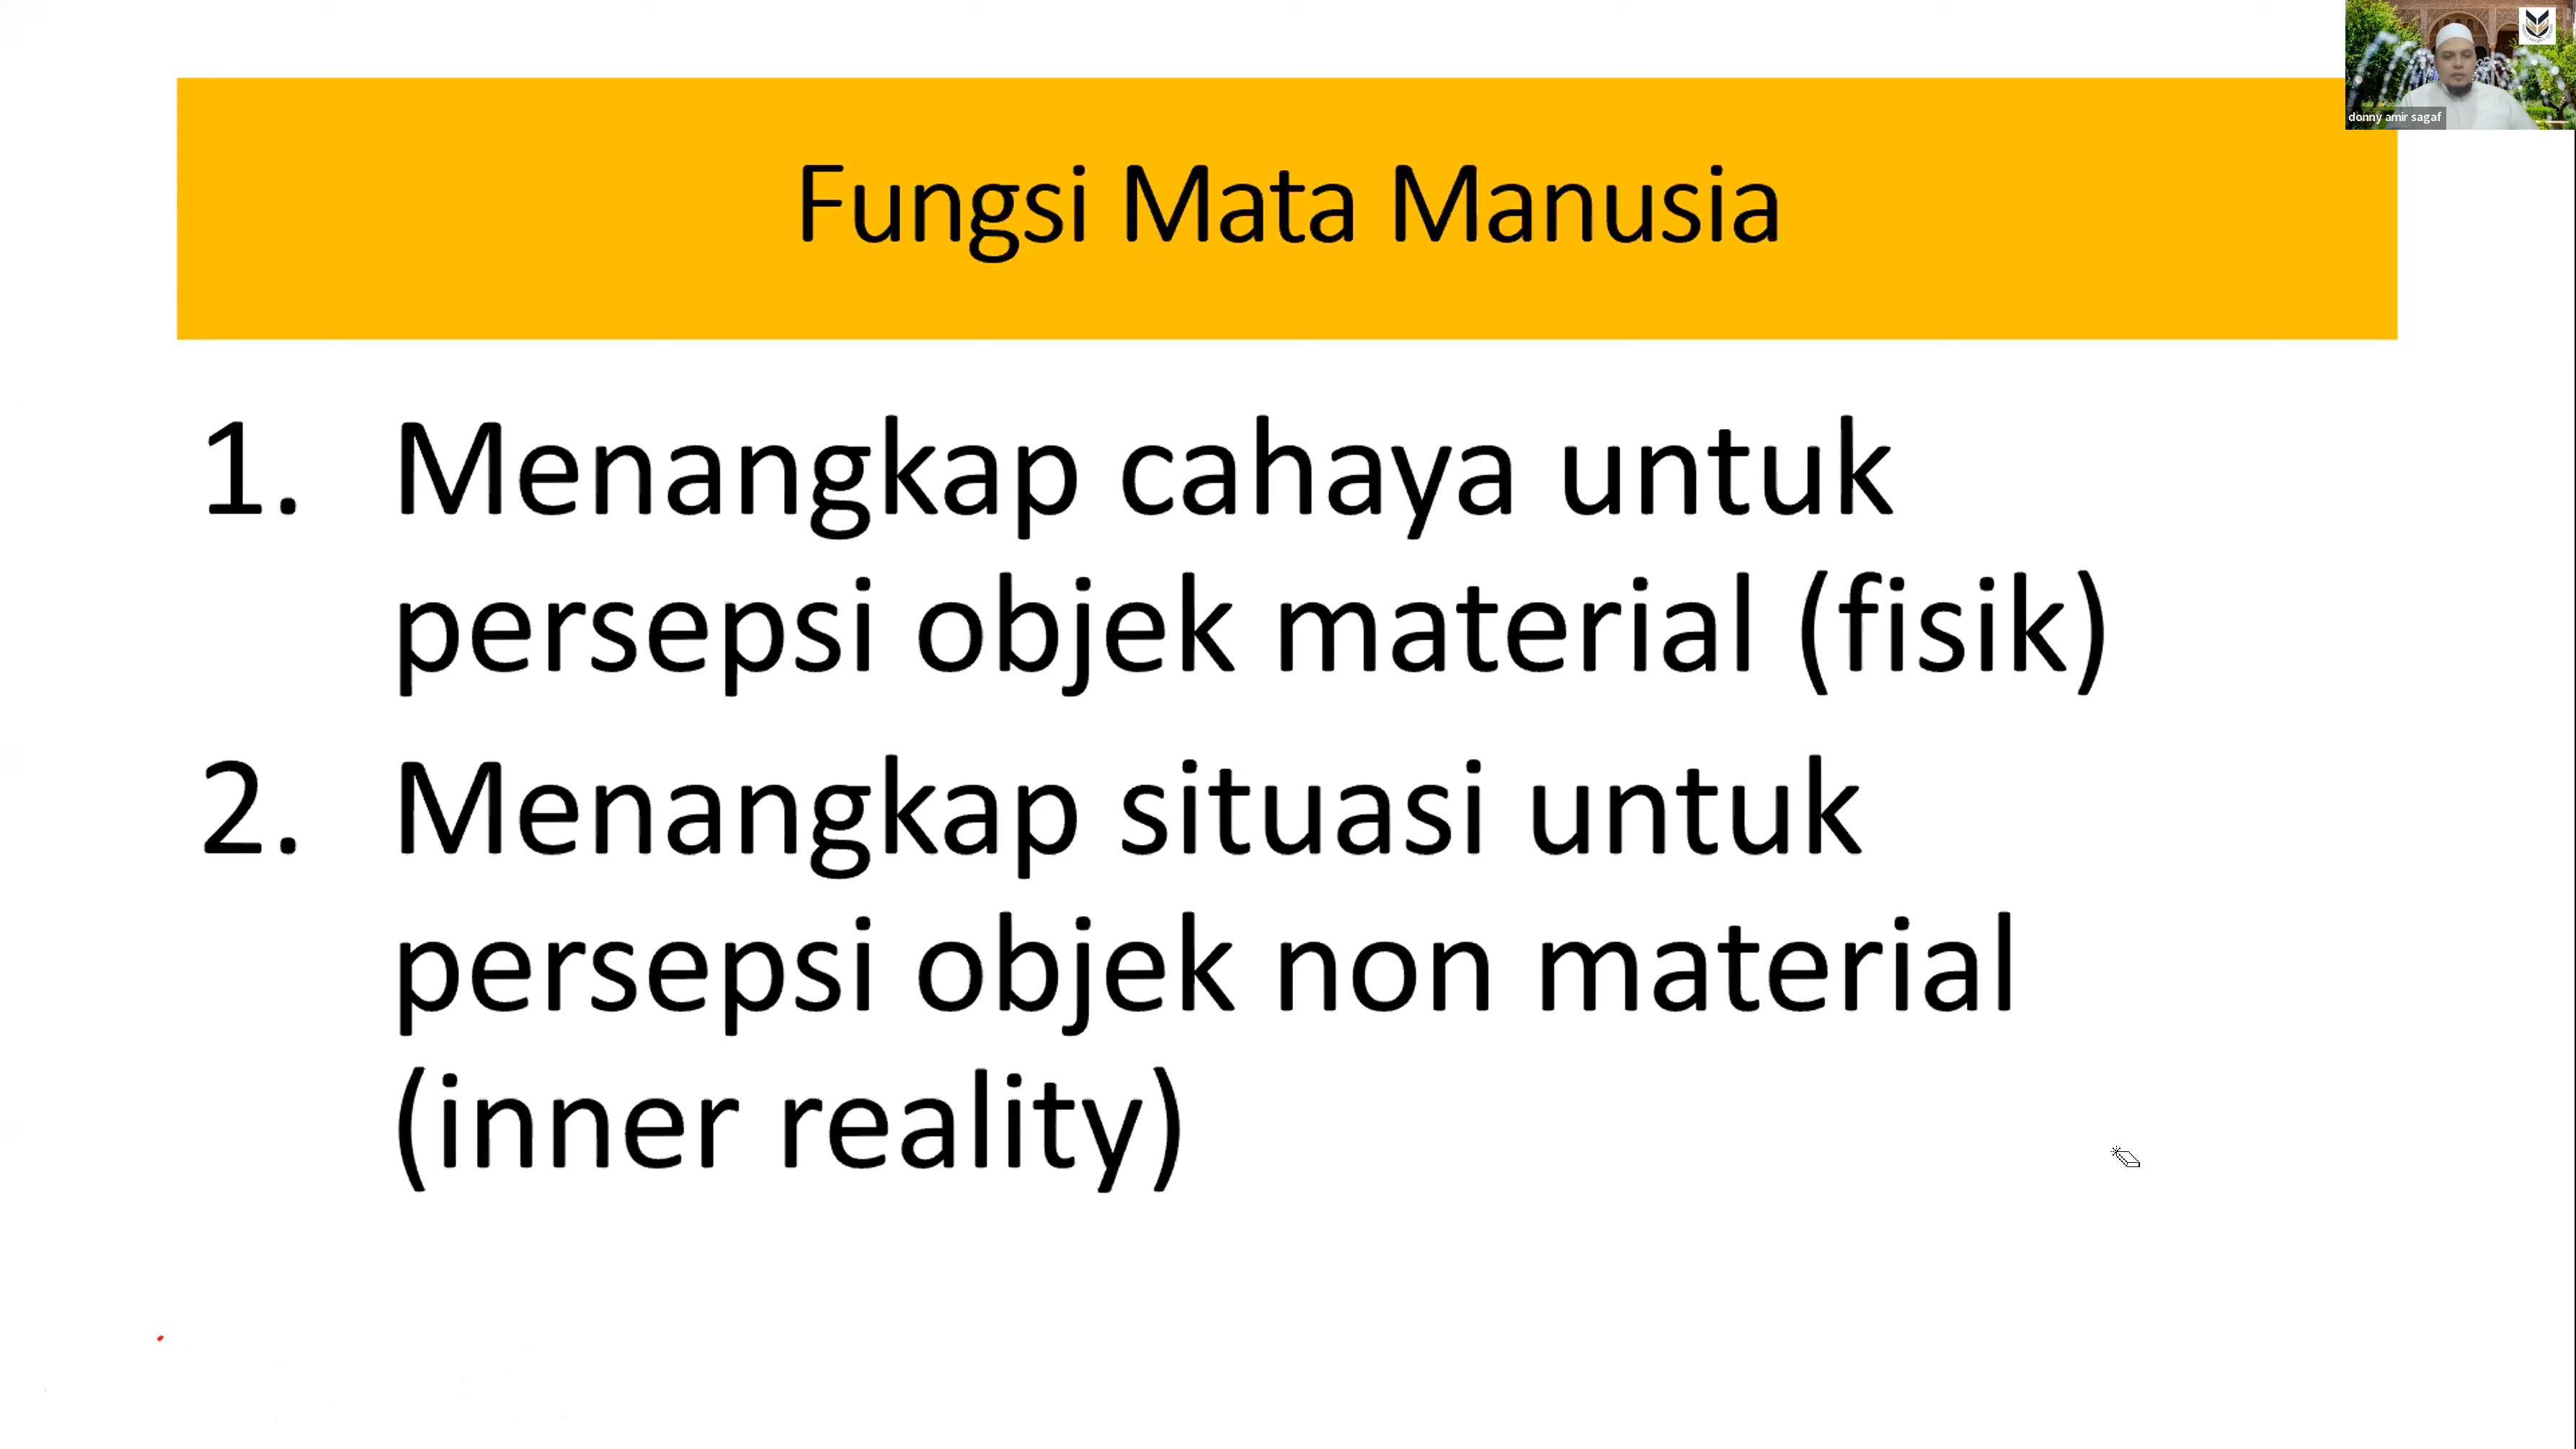 donny amir sagaf
Fungsi Mata Manusia
1. Menangkap cahaya untuk
persepsi objek material (fisik)
2. Menangkap situasi untuk
persepsi objek non material
(inner reality)